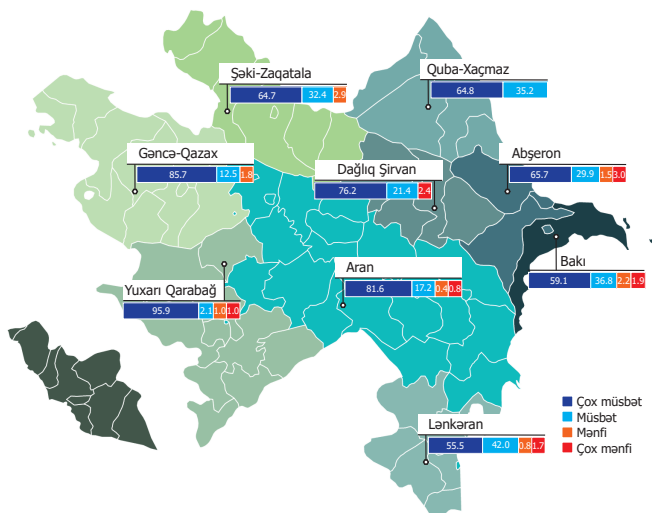 Şəki-Zaqatala
64.7 32.4 2.9
Quba-Xaçmaz
64.8 35.2
Gəncə-Qazax
85.7 12.5 1.8
Dağlıq Şirvan
76.2 21.4 2.4
Abşeron
65.7 29.9 1.5 3.0
Bakı
59.1 36.8 2.2 1.9
Aran
81.6 17.2 0.4 0.8
Yuxarı Qarabağ
95.9 2.1 1.0 1.0
Lənkəran
55.5 42.0 0.8 1.7
Çox müsbət
Müsbət
Mənfi
Çox mənfi